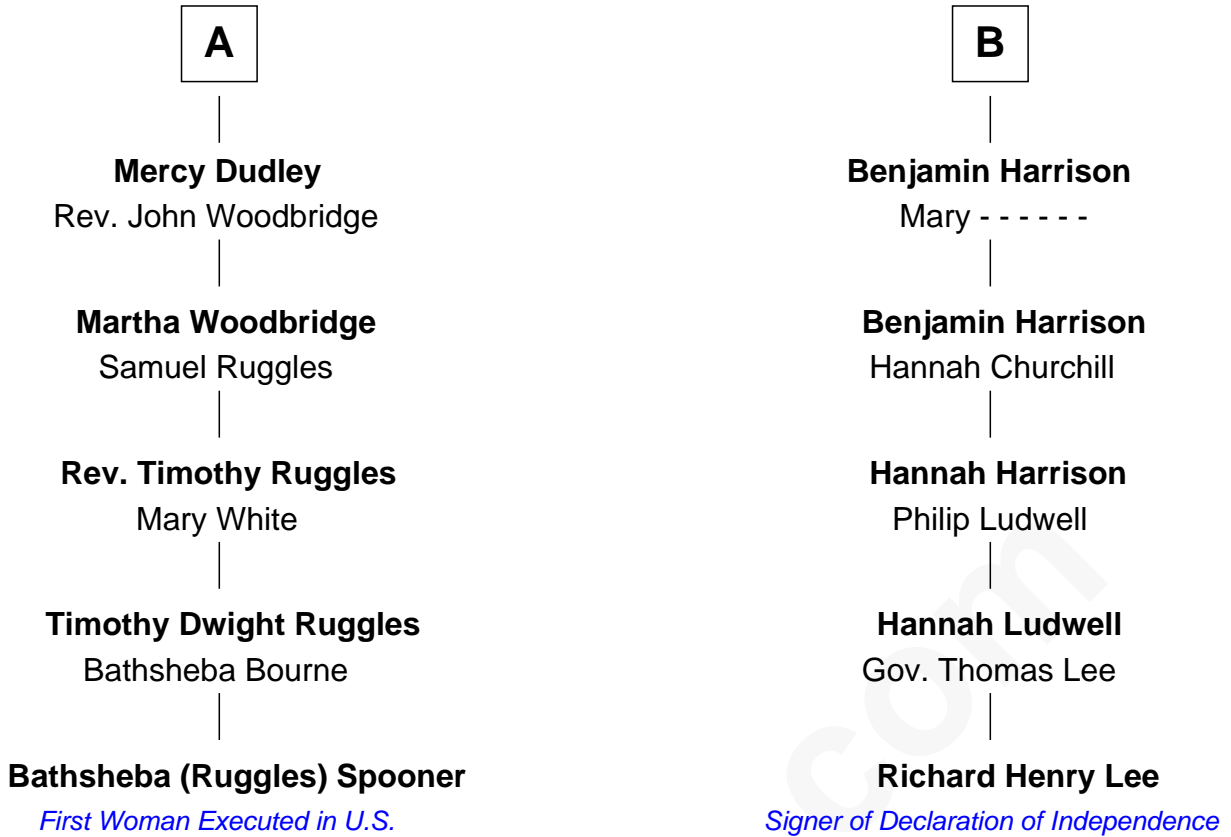 A
Mercy Dudley
Rev. John Woodbridge
Martha Woodbridge
Samuel Ruggles
Rev. Timothy Ruggles
Mary White
Timothy Dwight Ruggles
Bathsheba Bourne
Bathsheba (Ruggles) Spooner
First Woman Executed in U.S.
B
Benjamin Harrison
Mary - - - - - -
Benjamin Harrison
Hannah Churchill
Hannah Harrison
Philip Ludwell
Hannah Ludwell
Gov. Thomas Lee
Richard Henry Lee
Signer of Declaration of Independence
com